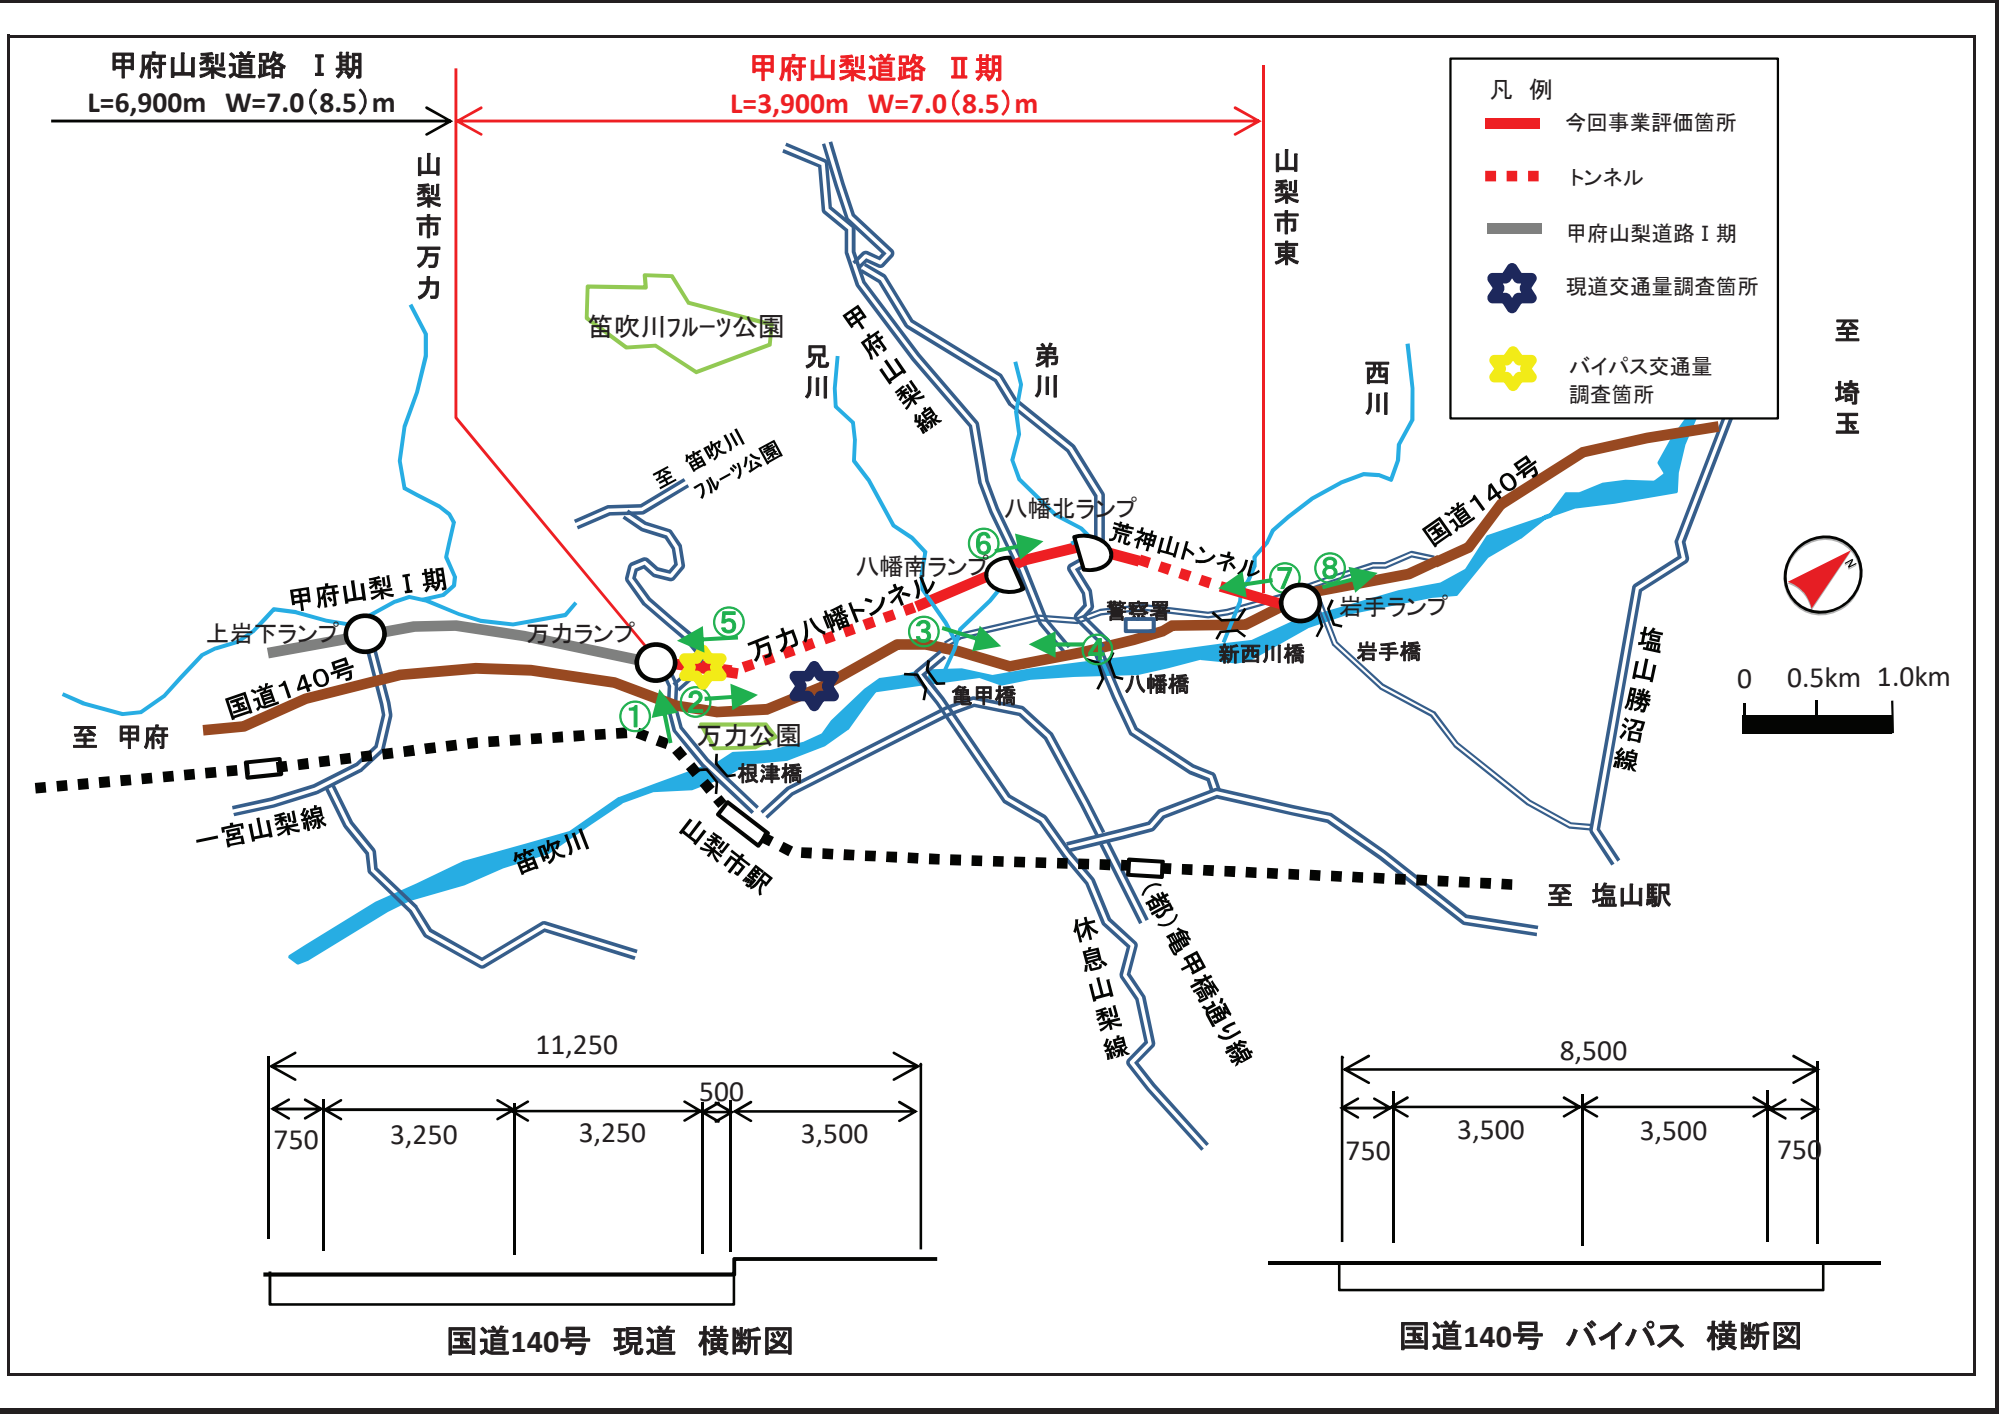 甲府山梨道路　Ⅰ期
L=6,900m　W=7.0(8.5)m
甲府山梨道路　Ⅱ期
L=3,900m　W=7.0(8.5)m
山梨市万力
山梨市東
凡　例
今回事業評価箇所
トンネル
甲府山梨道路Ⅰ期
現道交通量調査箇所
バイパス交通量
調査箇所
至　埼玉
笛吹川フルーツ公園
兄川
甲府山梨線
弟川
西川
至　笛吹川
フルーツ公園
国道140号
八幡北ランプ
荒神山トンネル
⑥
八幡南ランプ
⑦
⑧
甲府山梨Ⅰ期
上岩下ランプ
万力ランプ
⑤
万力八幡トンネル
③
警察署
④
岩手ランプ
新西川橋
岩手橋
塩山勝沼線
N
0　0.5km　1.0km
国道140号
至　甲府
①
②
万力公園
亀甲橋
八幡橋
根津橋
一宮山梨線
笛吹川
山梨市駅
至　塩山駅
休息山梨線
(都)亀甲橋通り線
11,250
500
750
3,250
3,250
3,500
国道140号　現道　横断図
8,500
750
3,500
3,500
750
国道140号　バイパス　横断図